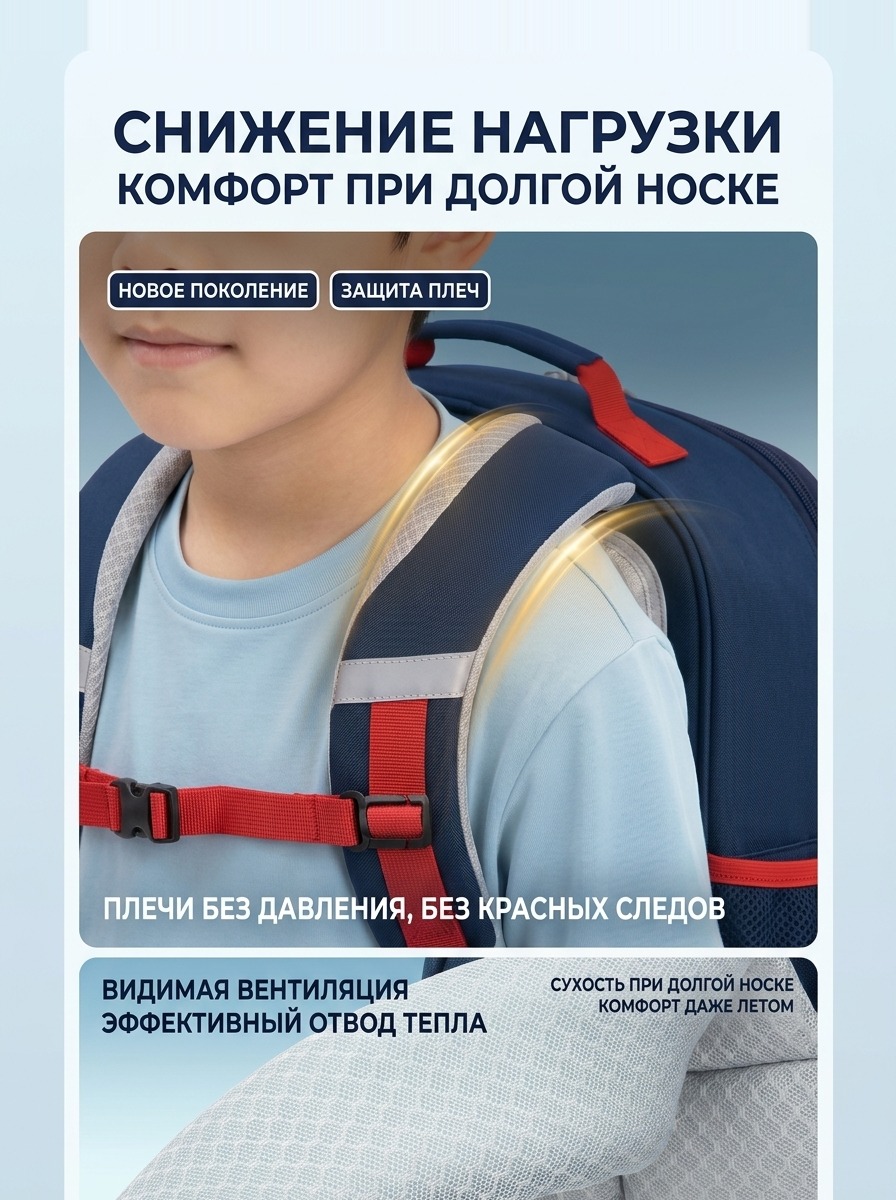 СНИЖЕНИЕ НАГРУЗКИ
КОМФОРТ ПРИ ДОЛГОЙ НОСКЕ
НОВОЕ ПОКОЛЕНИЕ
ЗАЩИТА ПЛЕЧ
ПЛЕЧИ БЕЗ ДАВЛЕНИЯ, БЕЗ КРАСНЫХ СЛЕДОВ
ВИДИМАЯ ВЕНТИЛЯЦИЯ
ЭФФЕКТИВНЫЙ ОТВОД ТЕПЛА
СУХОСТЬ ПРИ ДОЛГОЙ НОСКЕ
КОМФОРТ ДАЖЕ ЛЕТОМ